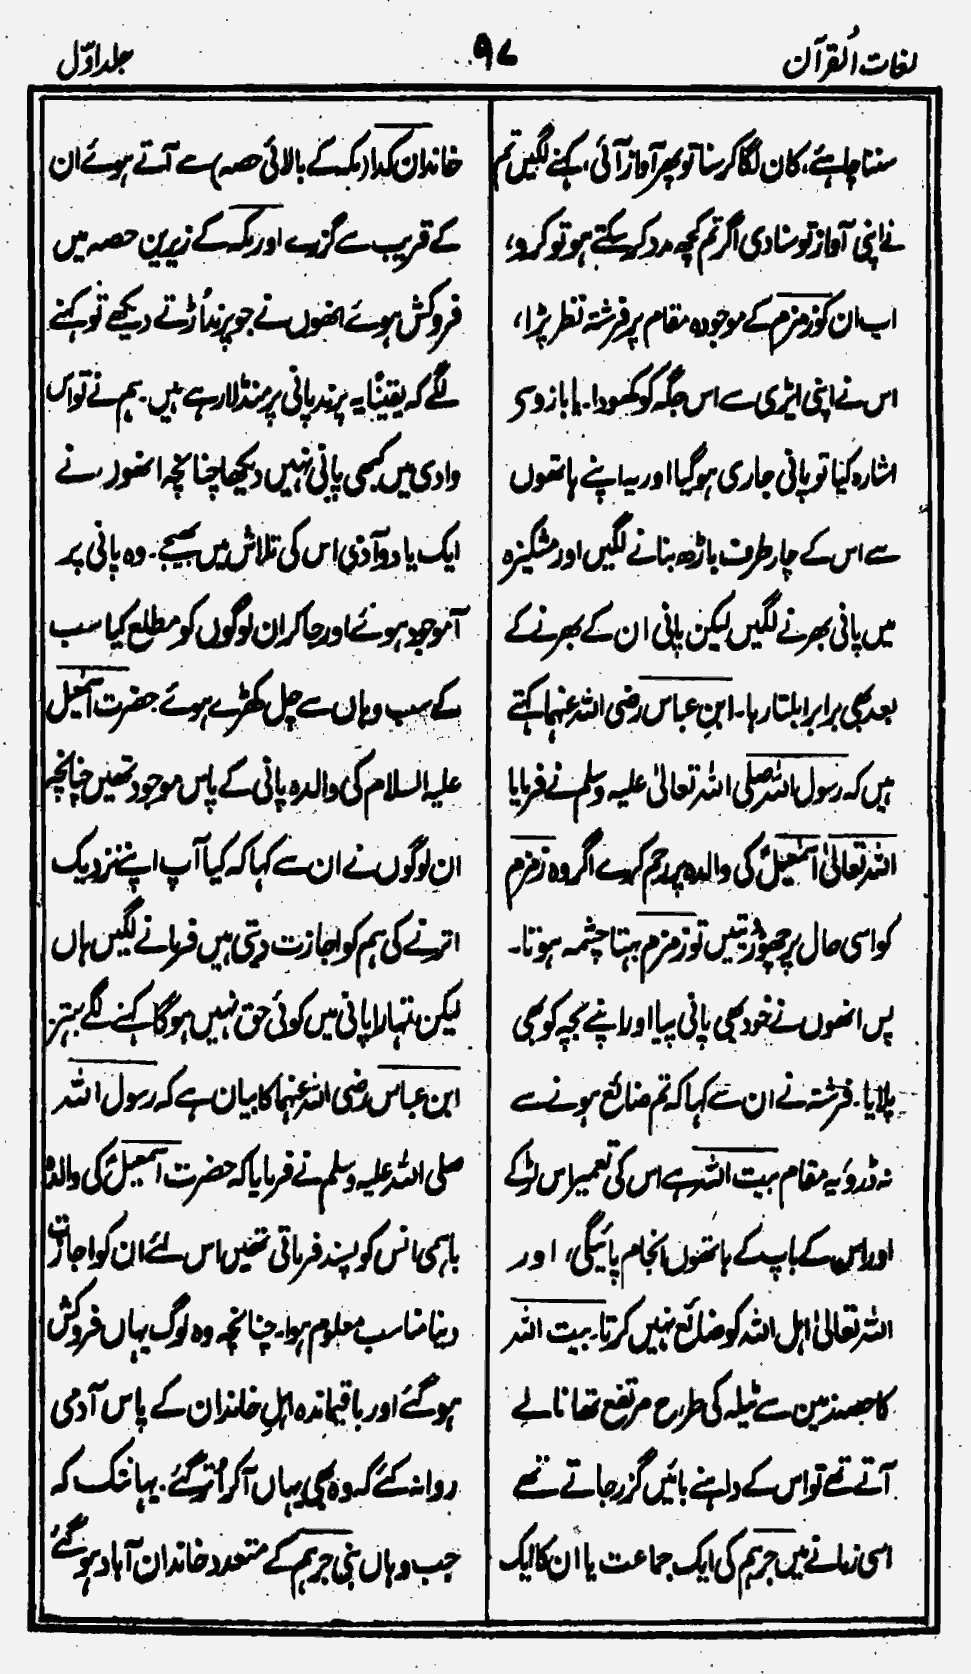 لغات القرآن
۹۷
جلد اوّل
سننا چاہئے، کان لگا کر سنا تو پھر آواز آئی، کہنے لگیں تم
نے اپنی آواز تو سنا دی اگر تم کچھ مدد کر سکتے ہو تو کرو،
اب ان کو زمزم کے موجودہ مقام پر فرشتہ نظر پڑا،
اس نے اپنی ایڑی سے اس جگہ کو کھودا۔ یا بازو سی
اشارہ کیا تو پانی جاری ہو گیا اور یہ اپنے ہاتھوں
سے اس کے چار طرف باڑھ بنانے لگیں اور مشکیزہ
میں پانی بھرنے لگیں لیکن پانی ان کے بھرنے کے
بعد بھی برابر ابلتا رہا۔ ابن عباس رضی اللہ عنہما کہتے
ہیں کہ رسول اللہ صلی اللہ تعالیٰ علیہ وسلم نے فرمایا
اللہ تعالیٰ اسمٰعیلؑ کی والدہ پر رحم کرے اگر وہ زمزم
کو اسی حال پر چھوڑ دیتیں تو زمزم بہتا چشمہ ہوتا۔
پس انھوں نے خود بھی پانی پیا اور اپنے بچہ کو بھی
پلایا۔ فرشتہ نے ان سے کہا کہ تم ضائع ہونے سے
نہ ڈرو یہ مقام بیت اللہ ہے اس کی تعمیر اس لڑکے
اور اس کے باپ کے ہاتھوں انجام پائیگی، اور
اللہ تعالیٰ اہل اللہ کو ضائع نہیں کرتا۔ بیت اللہ
کا حصہ زمین سے ٹیلہ کی طرح مرتفع تھا نالے
آتے تھے تو اس کے داہنے بائیں گزر جاتے تھے
اسی زمانے میں جرہم کی ایک جماعت یا ان کا ایک
خاندان کدا (مکہ کے بالائی حصہ) سے آتے ہوئے ان
کے قریب سے گزرے اور مکہ کے زیریں حصہ میں
فروکش ہوئے انھوں نے جو پرند اُڑتے دیکھے تو کہنے
لگے کہ یقیناً یہ پرند پانی پر منڈلا رہے ہیں۔ ہم نے تو اس
وادی میں کبھی پانی نہیں دیکھا چنانچہ انھوں نے
ایک یا دو آدمی اس کی تلاش میں بھیجے۔ وہ پانی پر
آموجود ہوئے اور جا کر ان لوگوں کو مطلع کیا سب
کے سب وہاں سے چل کھڑے ہوئے۔ حضرت اسمٰعیل
علیہ السلام کی والدہ پانی کے پاس موجود تھیں چنانچہ
ان لوگوں نے ان سے کہا کہ کیا آپ اپنے نزدیک
اترنے کی ہم کو اجازت دیتی ہیں فرمانے لگیں ہاں
لیکن تمہارا پانی میں کوئی حق نہیں ہوگا کہنے لگے بہتر
ابن عباس رضی اللہ عنہما کا بیان ہے کہ رسول اللہ
صلی اللہ علیہ وسلم نے فرمایا کہ حضرت اسمٰعیلؑ کی والدہ
باہمی انس کو پسند فرماتی تھیں اس لئے ان کو اجازت
دینا مناسب معلوم ہوا۔ چنانچہ وہ لوگ یہاں فروکش
ہو گئے اور باقیماندہ اہل خاندان کے پاس آدمی
روانہ کئے کہ وہ بھی یہاں آ کر اُتر گئے۔ یہانتک کہ
جب وہاں بنی جرہم کے متعدد خاندان آباد ہو گئے